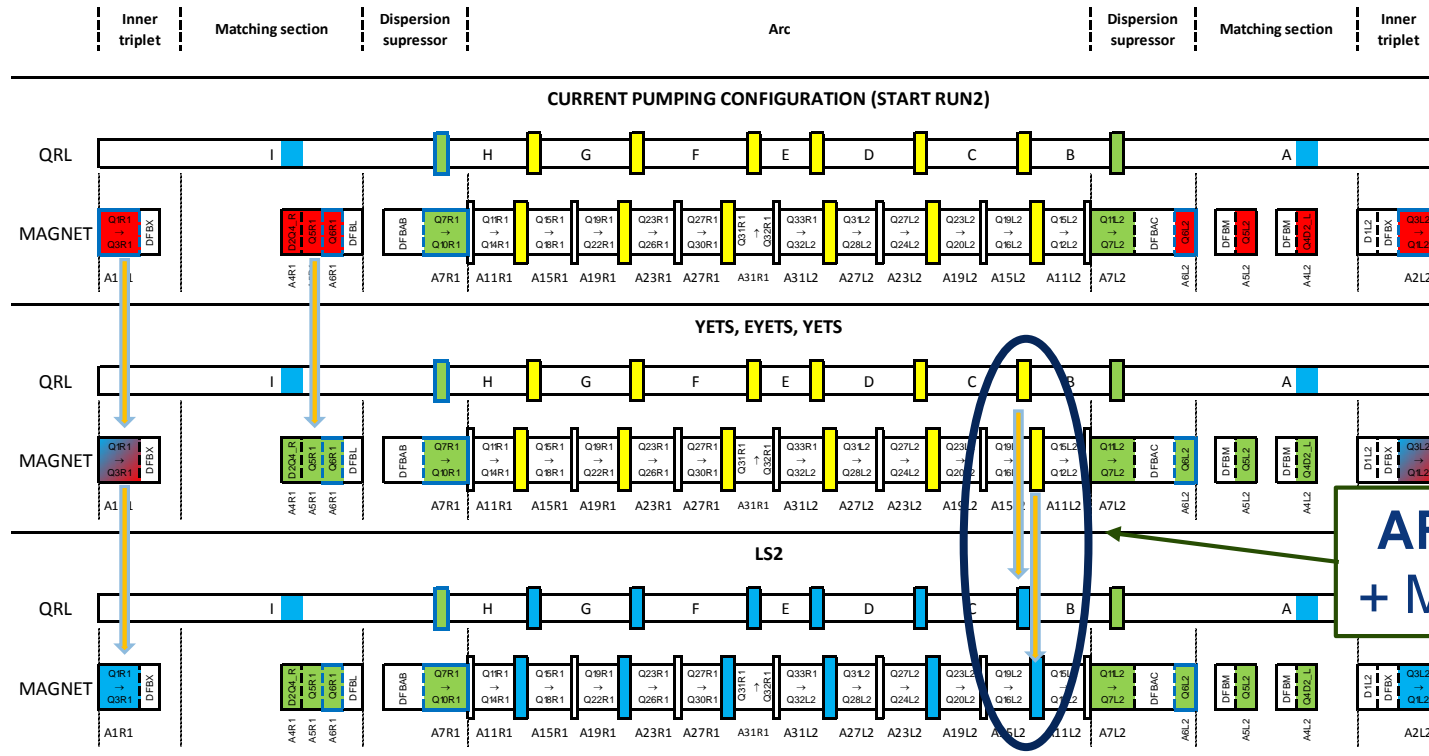 Inner triplet
Matching section
Dispersion supressor
Arc
Dispersion supressor
Matching section
Inner triplet
CURRENT PUMPING CONFIGURATION (START RUN2)
QRL I H G F E D C B A
MAGNET Q1R1 → Q3R1 DFBX D2Q4_R Q5R1 Q6R1 DFBL DFBAB Q7R1 → Q10R1 Q11R1 → Q14R1 Q15R1 → Q18R1 Q19R1 → Q22R1 Q23R1 → Q26R1 Q27R1 → Q30R1 Q31R1 → Q32R1 Q33R1 → Q32L2 Q31L2 → Q28L2 Q27L2 → Q24L2 Q23L2 → Q20L2 Q19L2 → Q16L2 Q15L2 → Q12L2 Q11L2 → Q7L2 DFBAC Q6L2 DFBM Q5L2 DFBM Q4D2_L D1L2 DFBX Q3L2 → Q1L2
A4R1 A6R1 A7R1 A11R1 A15R1 A19R1 A23R1 A27R1 A31R1 A31L2 A27L2 A23L2 A19L2 A15L2 A11L2 A7L2 A6L2 A5L2 A4L2 A2L2
YETS, EYETS, YETS
QRL I H G F E D C B A
MAGNET Q1R1 → Q3R1 DFBX D2Q4_R Q5R1 Q6R1 DFBL DFBAB Q7R1 → Q10R1 Q11R1 → Q14R1 Q15R1 → Q18R1 Q19R1 → Q22R1 Q23R1 → Q26R1 Q27R1 → Q30R1 Q31R1 → Q32R1 Q33R1 → Q32L2 Q31L2 → Q28L2 Q27L2 → Q24L2 Q15L2 → Q12L2 Q11L2 → Q7L2 DFBAC Q6L2 DFBM Q5L2 DFBM Q4D2_L D1L2 DFBX Q3L2 → Q1L2
A4R1 A5R1 A6R1 A7R1 A11R1 A15R1 A19R1 A23R1 A27R1 A31R1 A31L2 A27L2 A23L2 A19L2 A15L2 A11L2 A7L2 A6L2 A5L2 A4L2
LS2
AR
+ M
QRL I H G F E D C B A
MAGNET Q1R1 → Q3R1 DFBX D2Q4_R Q5R1 Q6R1 DFBL DFBAB Q7R1 → Q10R1 Q11R1 → Q14R1 Q15R1 → Q18R1 Q19R1 → Q22R1 Q23R1 → Q26R1 Q27R1 → Q30R1 Q31R1 → Q32R1 Q33R1 → Q32L2 Q31L2 → Q28L2 Q27L2 → Q24L2 Q23L2 → Q20L2 Q19L2 → Q16L2 Q11L2 → Q7L2 DFBAC Q6L2 DFBM Q5L2 DFBM Q4D2_L D1L2 DFBX Q3L2 → Q1L2
A1R1 A4R1 A5R1 A6R1 A7R1 A11R1 A15R1 A19R1 A23R1 A27R1 A31R1 A31L2 A27L2 A23L2 A19L2 A15L2 A11L2 A7L2 A6L2 A5L2 A4L2 A2L2